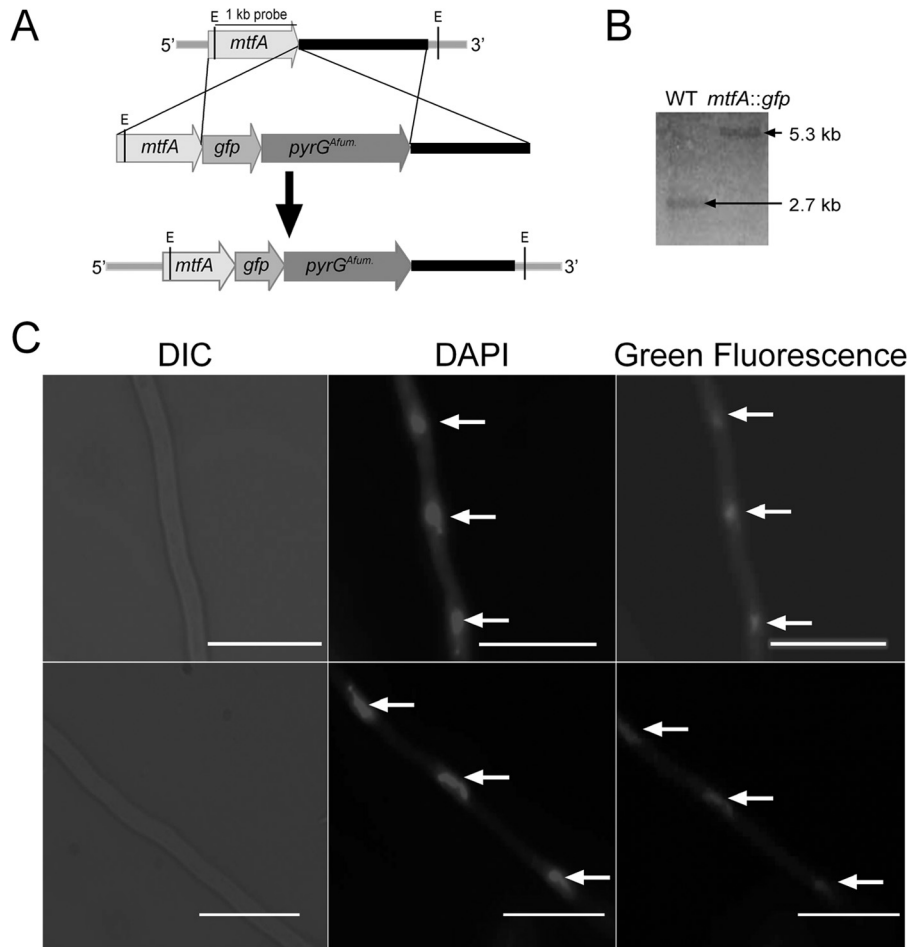 A
E
1 kb probe
E
5’
mtfA
3’
E
mtfA
gfp
pyrG^Afum.
E
E
5’
mtfA
gfp
pyrG^Afum.
3’
B
WT mtfA::gfp
5.3 kb
2.7 kb
C
DIC
DAPI
Green Fluorescence